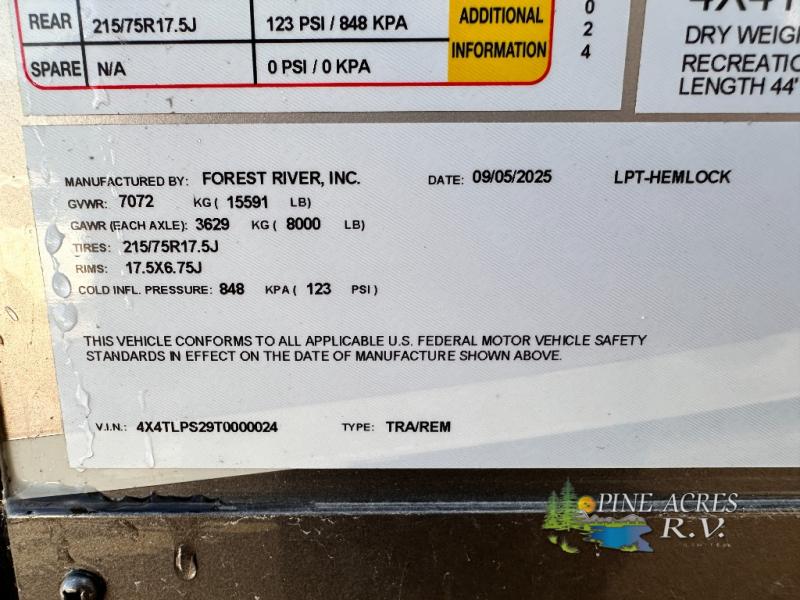 REAR 215/75R17.5J 123 PSI / 848 KPA ADDITIONAL
SPARE N/A 0 PSI / 0 KPA INFORMATION
0
2
4
DRY WEIGH
RECREATIO
LENGTH 44'
MANUFACTURED BY: FOREST RIVER, INC. DATE: 09/05/2025 LPT-HEMLOCK
GVWR: 7072 KG ( 15591 LB)
GAWR (EACH AXLE): 3629 KG ( 8000 LB)
TIRES: 215/75R17.5J
RIMS: 17.5X6.75J
COLD INFL. PRESSURE: 848 KPA ( 123 PSI )
THIS VEHICLE CONFORMS TO ALL APPLICABLE U.S. FEDERAL MOTOR VEHICLE SAFETY
STANDARDS IN EFFECT ON THE DATE OF MANUFACTURE SHOWN ABOVE.
V.I.N.: 4X4TLPS29T0000024 TYPE: TRA/REM
PINE ACRES
R.V.